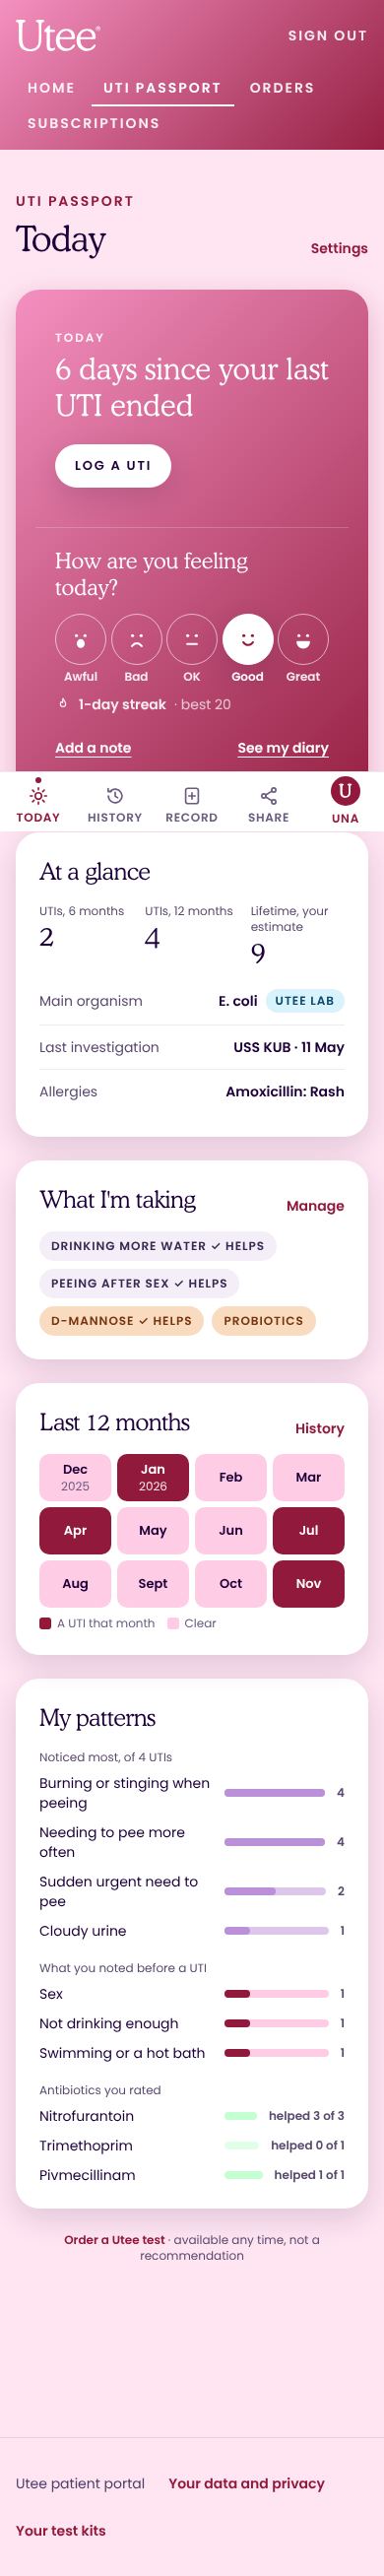 Utee®
SIGN OUT
HOME
UTI PASSPORT
ORDERS
SUBSCRIPTIONS
UTI PASSPORT
Today
Settings
TODAY
6 days since your last
UTI ended
LOG A UTI
How are you feeling
today?
Awful
Bad
OK
Good
Great
1-day streak · best 20
Add a note
See my diary
TODAY
HISTORY
RECORD
SHARE
U
UNA
At a glance
UTIs, 6 months
2
UTIs, 12 months
4
Lifetime, your
estimate
9
Main organism
E. coli
UTEE LAB
Last investigation
USS KUB · 11 May
Allergies
Amoxicillin: Rash
What I'm taking
Manage
DRINKING MORE WATER ✓ HELPS
PEEING AFTER SEX ✓ HELPS
D-MANNOSE ✓ HELPS
PROBIOTICS
Last 12 months
History
Dec
2025
Jan
2026
Feb
Mar
Apr
May
Jun
Jul
Aug
Sept
Oct
Nov
A UTI that month
Clear
My patterns
Noticed most, of 4 UTIs
Burning or stinging when
peeing
4
Needing to pee more
often
4
Sudden urgent need to
pee
2
Cloudy urine
1
What you noted before a UTI
Sex
1
Not drinking enough
1
Swimming or a hot bath
1
Antibiotics you rated
Nitrofurantoin
helped 3 of 3
Trimethoprim
helped 0 of 1
Pivmecillinam
helped 1 of 1
Order a Utee test · available any time, not a
recommendation
Utee patient portal
Your data and privacy
Your test kits